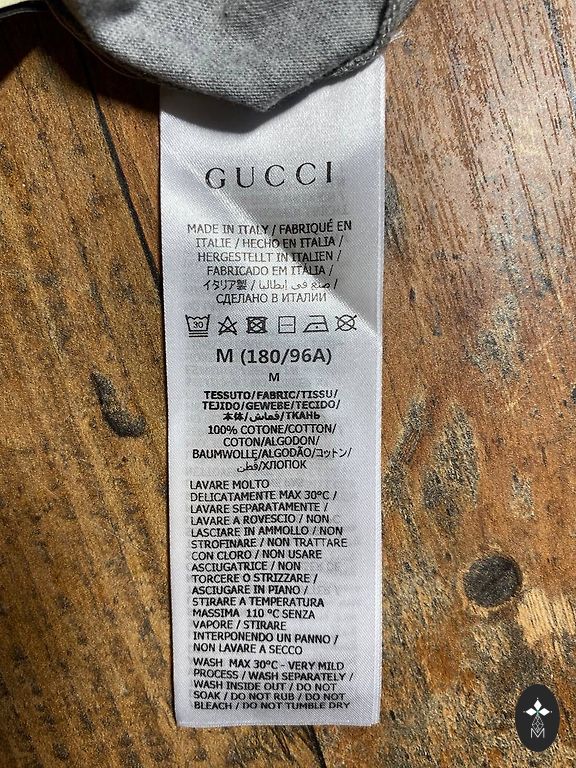 GUCCI
MADE IN ITALY / FABRIQUÉ EN
ITALIE / HECHO EN ITALIA /
HERGESTELLT IN ITALIEN /
FABRICADO EM ITÁLIA /
イタリア製 / صنع في إيطاليا /
СДЕЛАНО В ИТАЛИИ
30
M (180/96A)
M
TESSUTO/FABRIC/TISSU/
TEJIDO/GEWEBE/TECIDO/
本体/قماش/ТКАНЬ
100% COTONE/COTTON/
COTON/ALGODON/
BAUMWOLLE/ALGODÃO/コットン/
قطن/ХЛОПОК
LAVARE MOLTO
DELICATAMENTE MAX 30°C /
LAVARE SEPARATAMENTE /
LAVARE A ROVESCIO / NON
LASCIARE IN AMMOLLO / NON
STROFINARE / NON TRATTARE
CON CLORO / NON USARE
ASCIUGATRICE / NON
TORCERE O STRIZZARE /
ASCIUGARE IN PIANO /
STIRARE A TEMPERATURA
MASSIMA 110 °C SENZA
VAPORE / STIRARE
INTERPONENDO UN PANNO /
NON LAVARE A SECCO
WASH MAX 30°C - VERY MILD
PROCESS / WASH SEPARATELY /
WASH INSIDE OUT / DO NOT
SOAK / DO NOT RUB / DO NOT
BLEACH / DO NOT TUMBLE DRY
M